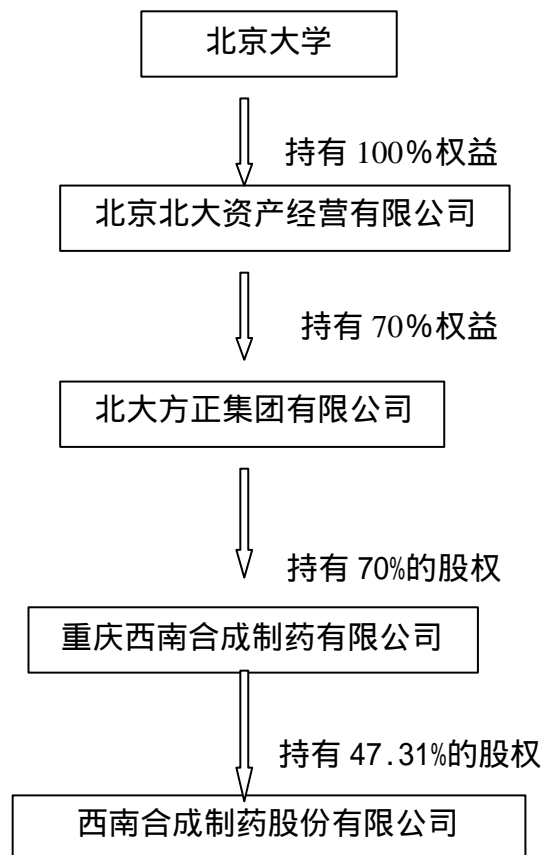 北京大学
持有 100%权益
北京北大资产经营有限公司
持有 70%权益
北大方正集团有限公司
持有 70%的股权
重庆西南合成制药有限公司
持有 47.31%的股权
西南合成制药股份有限公司